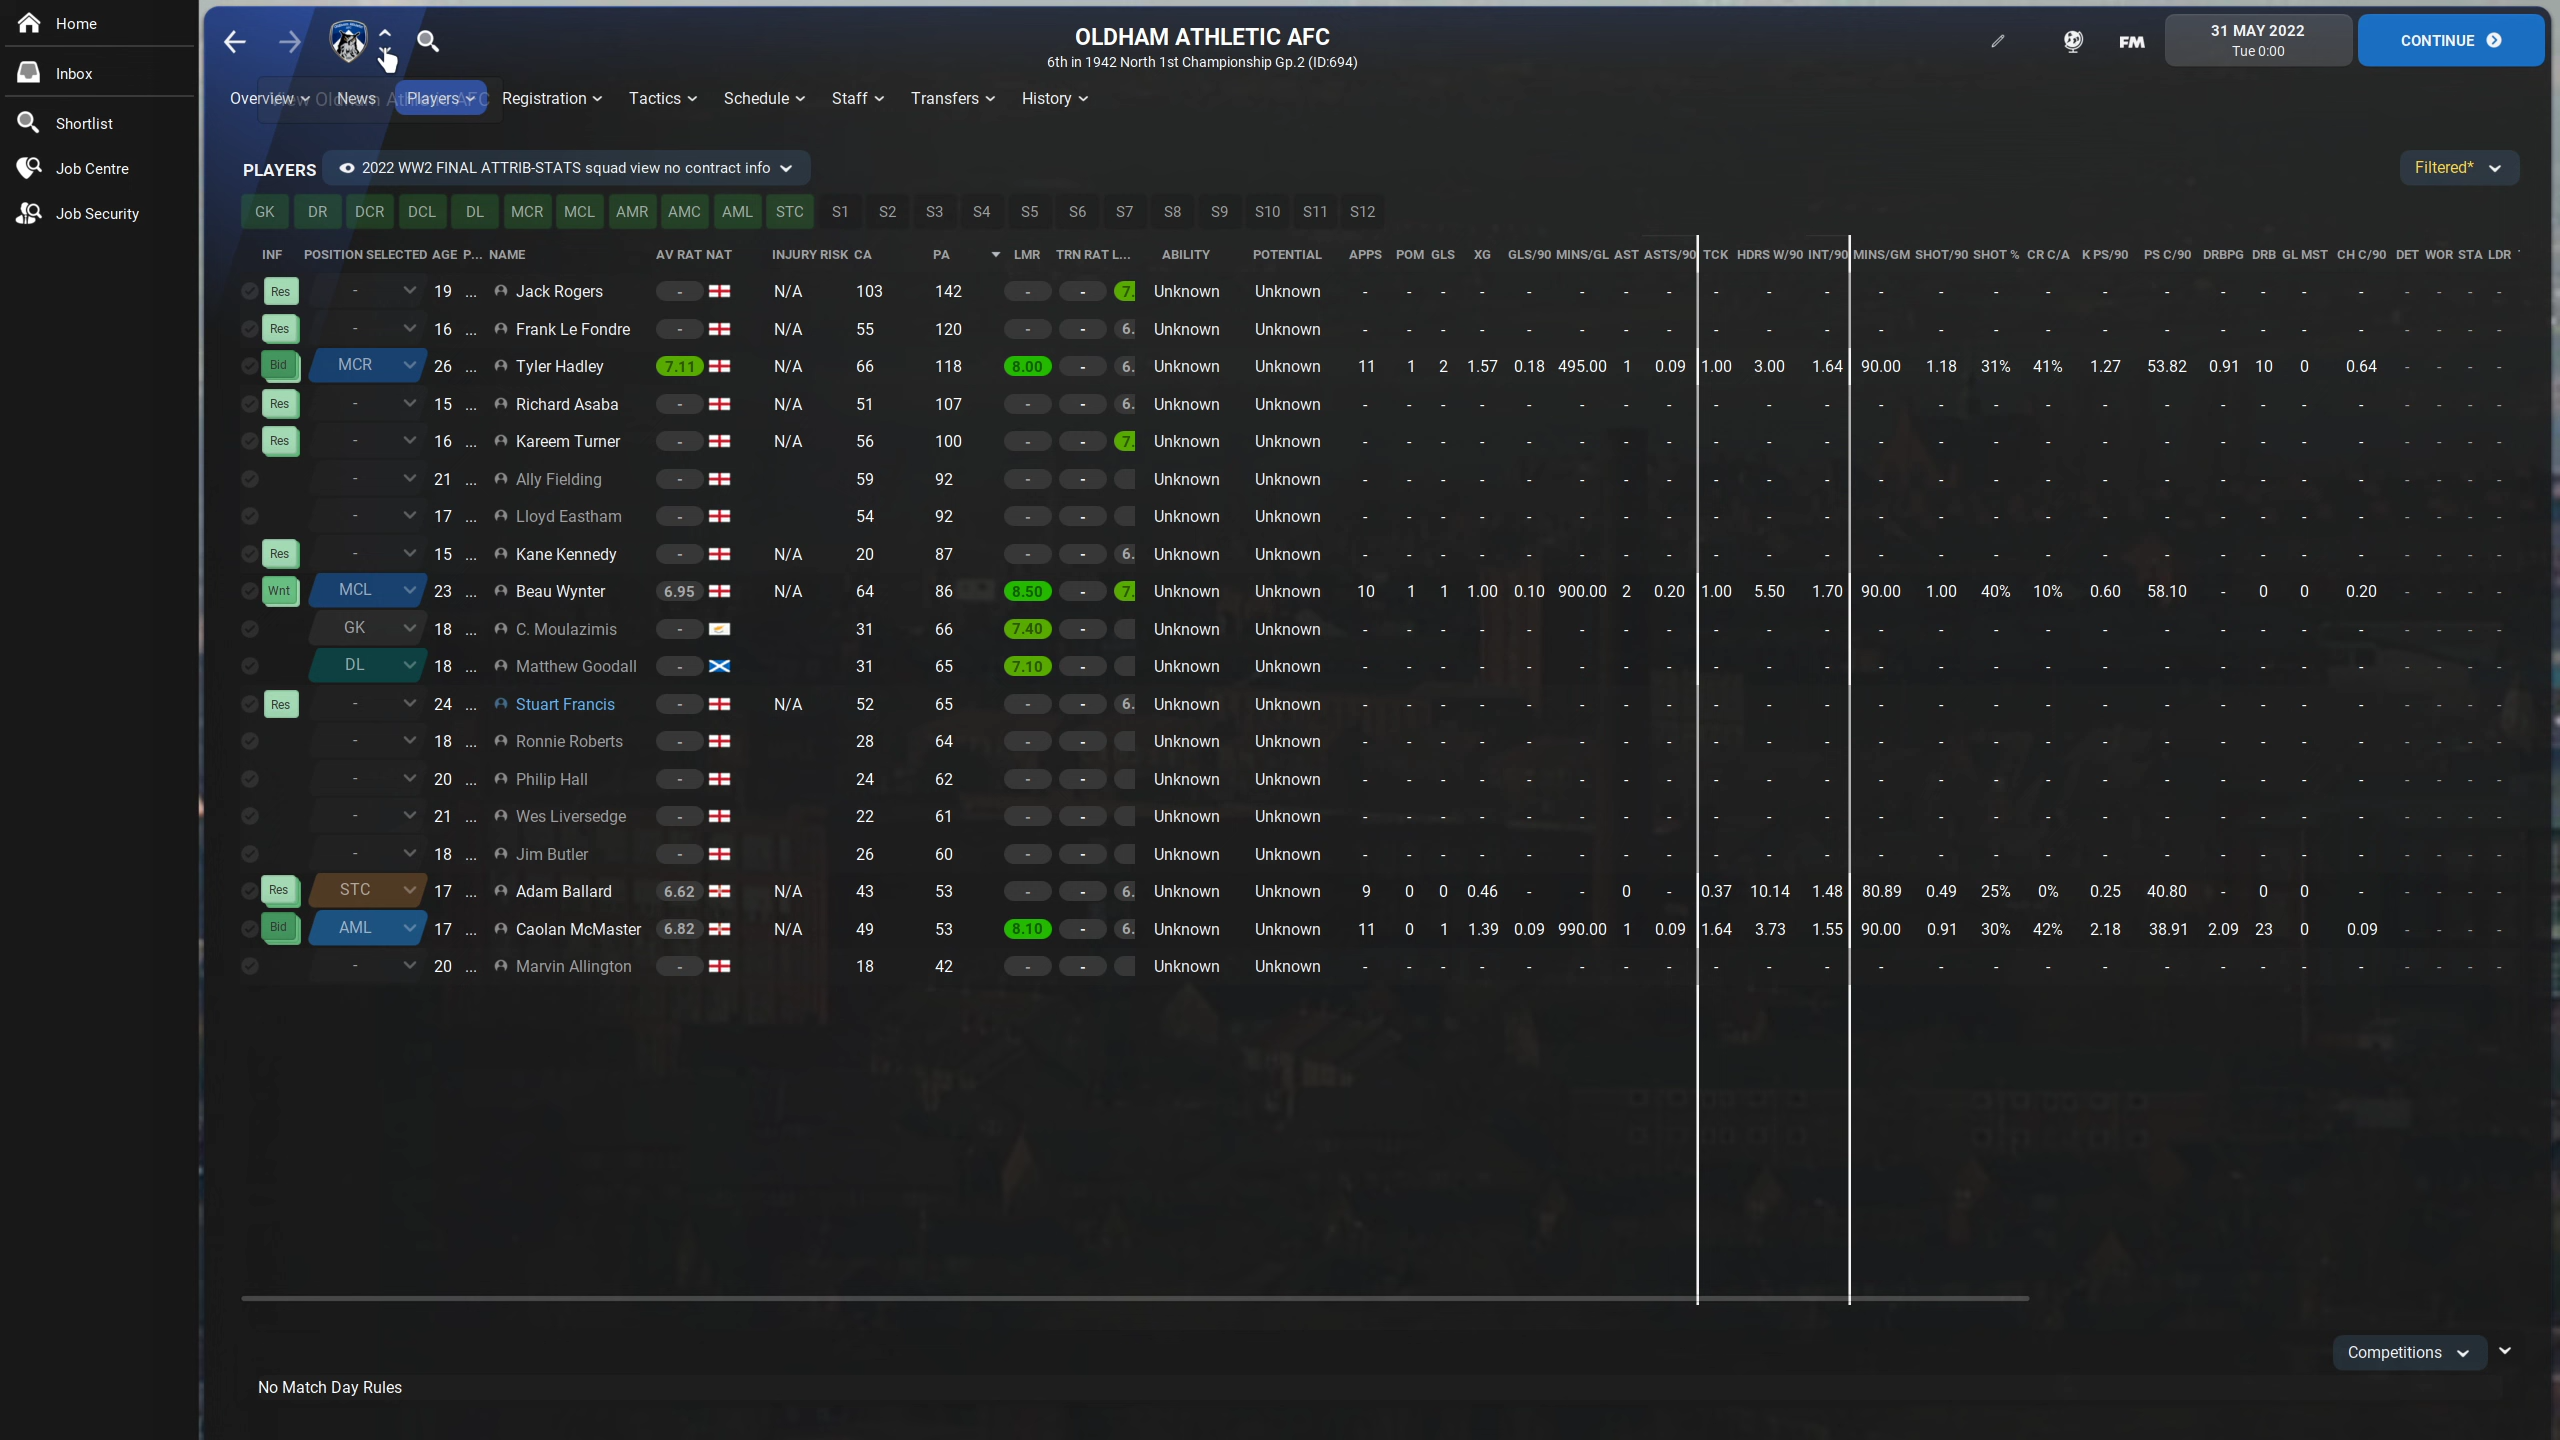 Home
Inbox
Shortlist
Job Centre
Job Security
OLDHAM ATHLETIC AFC
6th in 1942 North 1st Championship Gp.2 (ID:694)
FM
31 MAY 2022
Tue 0:00
CONTINUE
Overview News Players Registration Tactics Schedule Staff Transfers History
View Oldham Athletic AFC
PLAYERS 2022 WW2 FINAL ATTRIB-STATS squad view no contract info Filtered*
GK DR DCR DCL DL MCR MCL AMR AMC AML STC S1 S2 S3 S4 S5 S6 S7 S8 S9 S10 S11 S12
INF POSITION SELECTED AGE P... NAME AV RAT NAT INJURY RISK CA PA LMR TRN RAT L... ABILITY POTENTIAL APPS POM GLS XG GLS/90 MINS/GL AST ASTS/90 TCK HDRS W/90 INT/90 MINS/GM SHOT/90 SHOT % CR C/A K PS/90 PS C/90 DRBPG DRB GL MST CH C/90 DET WOR STA LDR
Res - 19 ... Jack Rogers - N/A 103 142 - - 7. Unknown Unknown - - - - - - - - - - - - - - - - - - - - - - - - -
Res - 16 ... Frank Le Fondre - N/A 55 120 - - 6. Unknown Unknown - - - - - - - - - - - - - - - - - - - - - - - - -
Bid MCR 26 ... Tyler Hadley 7.11 N/A 66 118 8.00 - 6. Unknown Unknown 11 1 2 1.57 0.18 495.00 1 0.09 1.00 3.00 1.64 90.00 1.18 31% 41% 1.27 53.82 0.91 10 0 0.64 - - - -
Res - 15 ... Richard Asaba - N/A 51 107 - - 6. Unknown Unknown - - - - - - - - - - - - - - - - - - - - - - - - -
Res - 16 ... Kareem Turner - N/A 56 100 - - 7. Unknown Unknown - - - - - - - - - - - - - - - - - - - - - - - - -
- 21 ... Ally Fielding - 59 92 - - Unknown Unknown - - - - - - - - - - - - - - - - - - - - - - - - -
- 17 ... Lloyd Eastham - 54 92 - - Unknown Unknown - - - - - - - - - - - - - - - - - - - - - - - - -
Res - 15 ... Kane Kennedy - N/A 20 87 - - 6. Unknown Unknown - - - - - - - - - - - - - - - - - - - - - - - - -
Wnt MCL 23 ... Beau Wynter 6.95 N/A 64 86 8.50 - 7. Unknown Unknown 10 1 1 1.00 0.10 900.00 2 0.20 1.00 5.50 1.70 90.00 1.00 40% 10% 0.60 58.10 - 0 0 0.20 - - - -
GK 18 ... C. Moulazimis - 31 66 7.40 - Unknown Unknown - - - - - - - - - - - - - - - - - - - - - - - - -
DL 18 ... Matthew Goodall - 31 65 7.10 - Unknown Unknown - - - - - - - - - - - - - - - - - - - - - - - - -
Res - 24 ... Stuart Francis - N/A 52 65 - - 6. Unknown Unknown - - - - - - - - - - - - - - - - - - - - - - - - -
- 18 ... Ronnie Roberts - 28 64 - - Unknown Unknown - - - - - - - - - - - - - - - - - - - - - - - - -
- 20 ... Philip Hall - 24 62 - - Unknown Unknown - - - - - - - - - - - - - - - - - - - - - - - - -
- 21 ... Wes Liversedge - 22 61 - - Unknown Unknown - - - - - - - - - - - - - - - - - - - - - - - - -
- 18 ... Jim Butler - 26 60 - - Unknown Unknown - - - - - - - - - - - - - - - - - - - - - - - - -
Res STC 17 ... Adam Ballard 6.62 N/A 43 53 - - 6. Unknown Unknown 9 0 0 0.46 - - 0 - 0.37 10.14 1.48 80.89 0.49 25% 0% 0.25 40.80 - 0 0 - - - - -
Bid AML 17 ... Caolan McMaster 6.82 N/A 49 53 8.10 - 6. Unknown Unknown 11 0 1 1.39 0.09 990.00 1 0.09 1.64 3.73 1.55 90.00 0.91 30% 42% 2.18 38.91 2.09 23 0 0.09 - - - -
- 20 ... Marvin Allington - 18 42 - - Unknown Unknown - - - - - - - - - - - - - - - - - - - - - - - - -
Competitions
No Match Day Rules